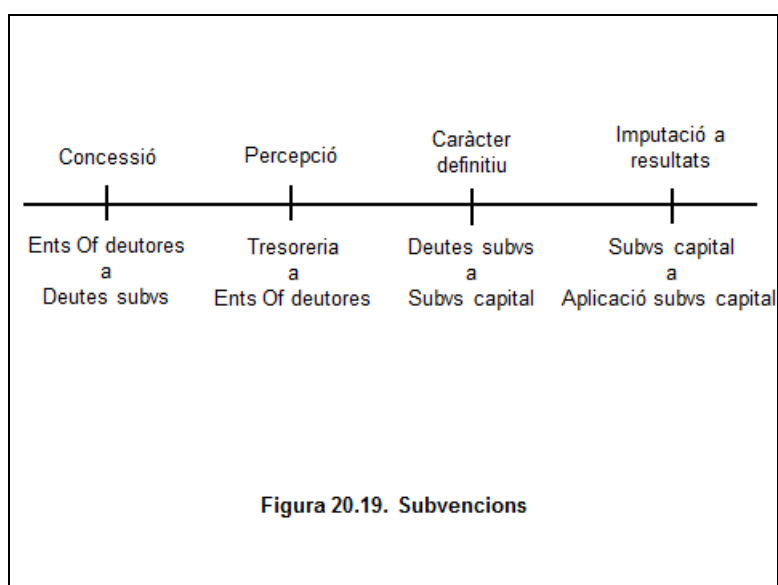 Concessió
Percepció
Caràcter
definitiu
Imputació a
resultats
Ents Of deutores
a
Deutes subvs
Tresoreria
a
Ents Of deutores
Deutes subvs
a
Subvs capital
Subvs capital
a
Aplicació subvs capital
Figura 20.19. Subvencions